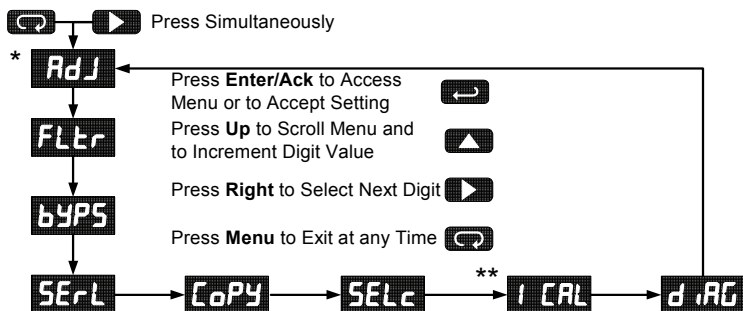 Press Simultaneously
* AdJ
Press Enter/Ack to Access
Menu or to Accept Setting
FLtr
Press Up to Scroll Menu and
to Increment Digit Value
bYPS
Press Right to Select Next Digit
Press Menu to Exit at any Time
SErL CoPY SELc ** I CAL d iAG